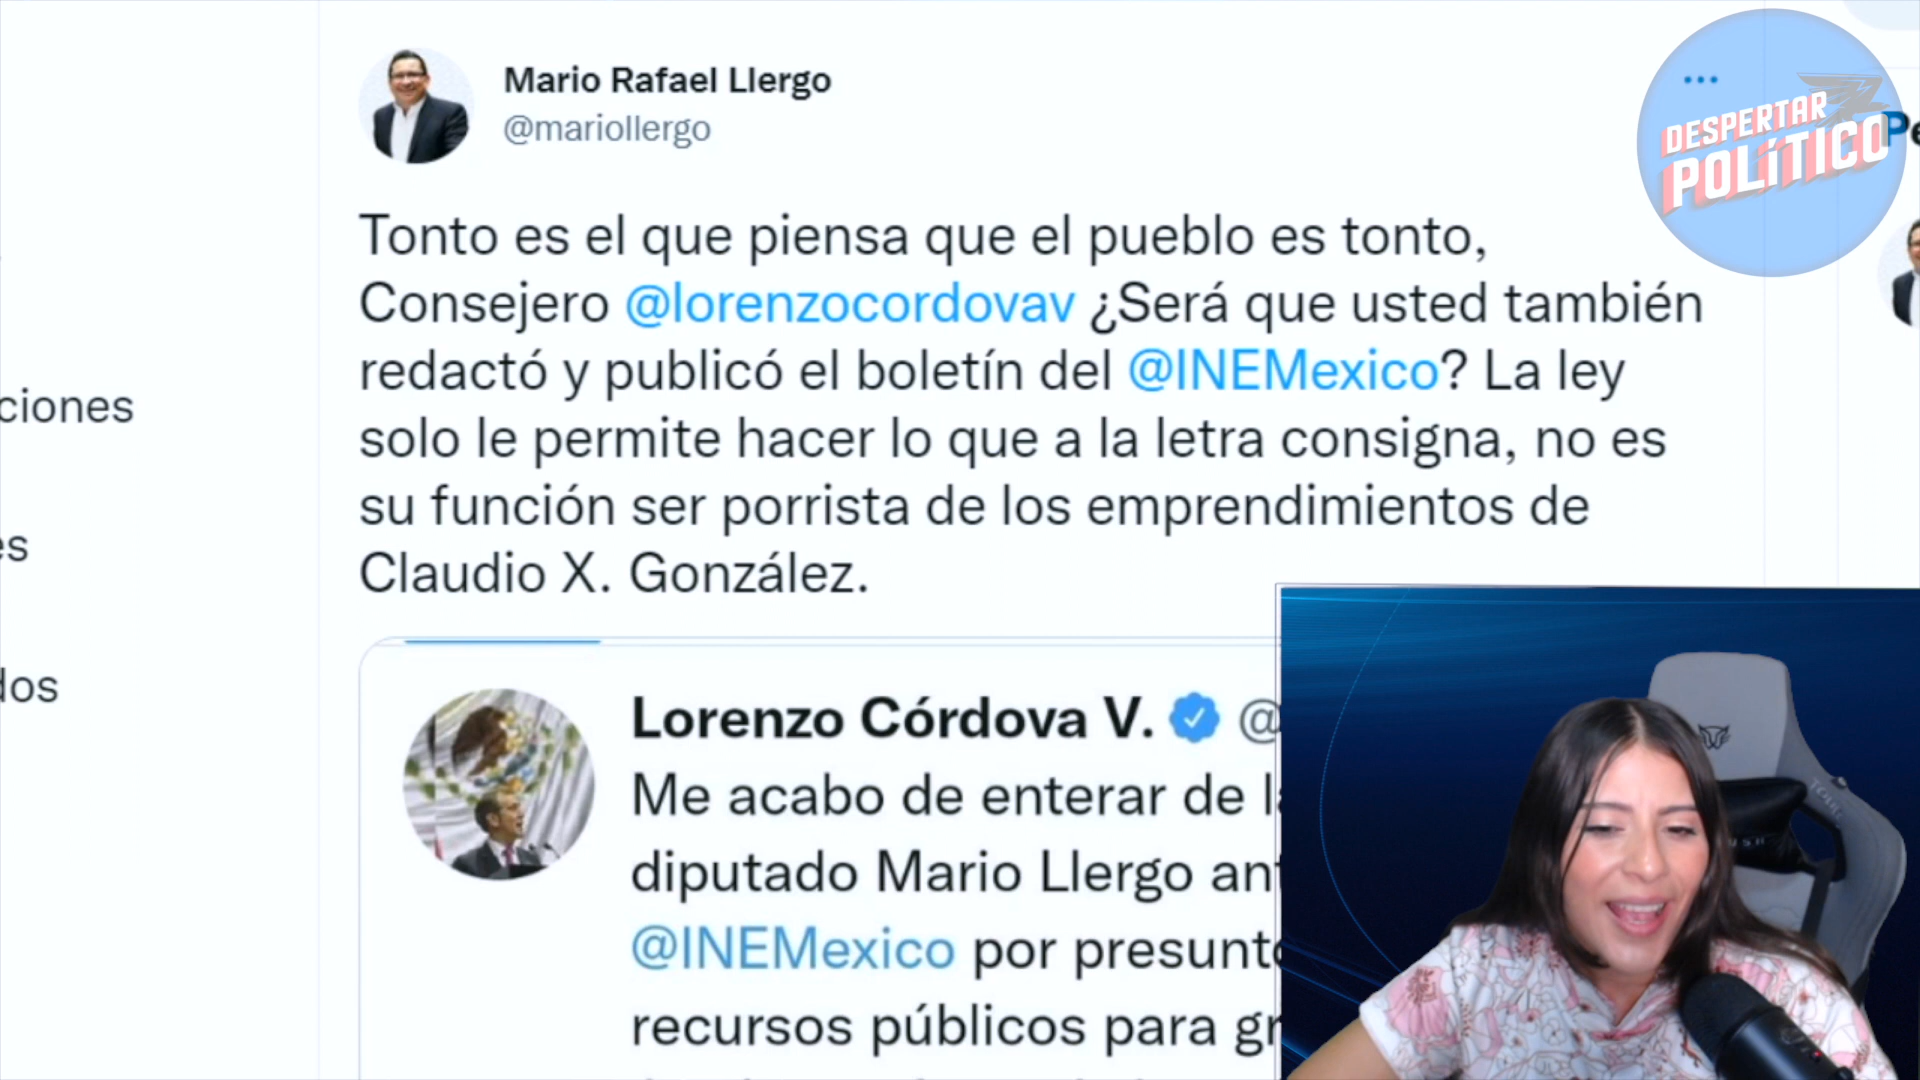 Mario Rafael Llergo
@mariollergo
DESPERTAR
POLÍTICO
Tonto es el que piensa que el pueblo es tonto,
Consejero @lorenzocordovav ¿Será que usted también
redactó y publicó el boletín del @INEMexico? La ley
solo le permite hacer lo que a la letra consigna, no es
su función ser porrista de los emprendimientos de
Claudio X. González.
ciones
es
dos
Lorenzo Córdova V. @
Me acabo de enterar de la
diputado Mario Llergo ant
@INEMexico por presunto
recursos públicos para gr